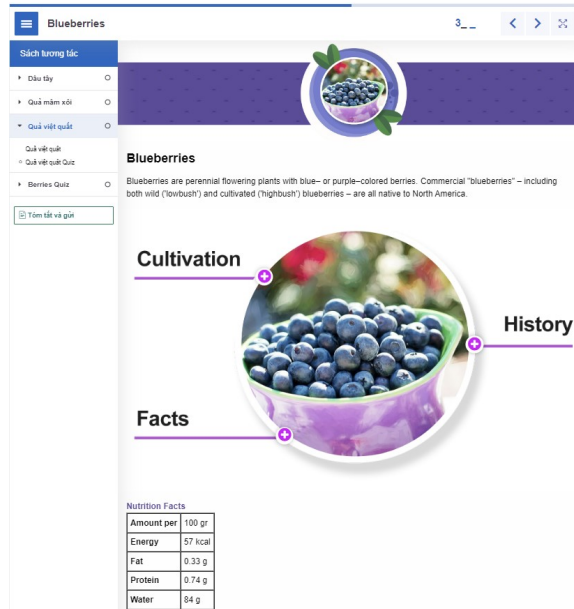 Blueberries
3_ _
Sách tương tác
Dâu tây
Quả mâm xôi
Quả việt quất
Quả việt quất
Quả việt quất Quiz
Berries Quiz
Tóm tắt và gửi
Blueberries
Blueberries are perennial flowering plants with blue– or purple–colored berries. Commercial "blueberries" – including
both wild ('lowbush') and cultivated ('highbush') blueberries – are all native to North America.
Cultivation
History
Facts
Nutrition Facts
Amount per 100 gr
Energy 57 kcal
Fat 0.33 g
Protein 0.74 g
Water 84 g